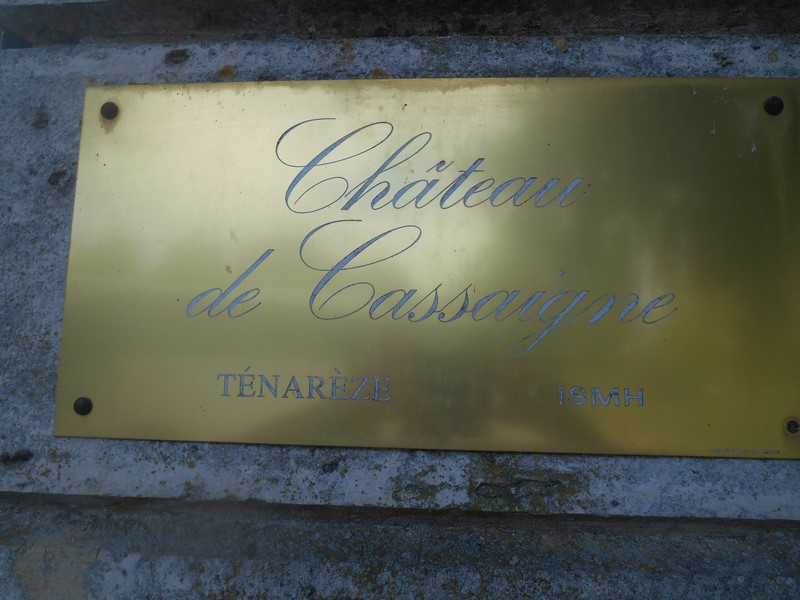 Château
de Cassaigne
TÉNARÈZE ISMH